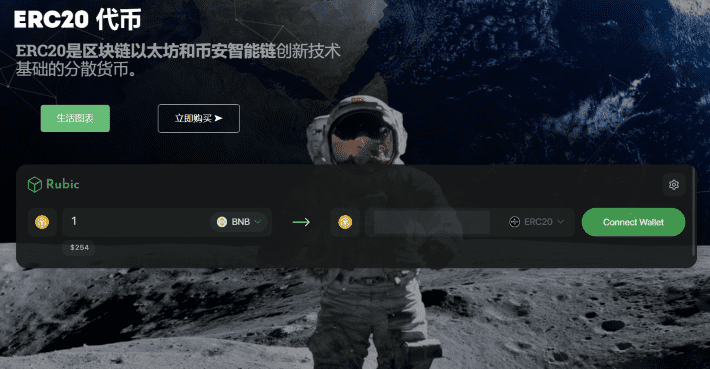 ERC20 代币
ERC20是区块链以太坊和币安智能链创新技术
基础的分散货币。
生活图表
立即购买 ➤
Rubic
1
BNB
ERC20
Connect Wallet
$254